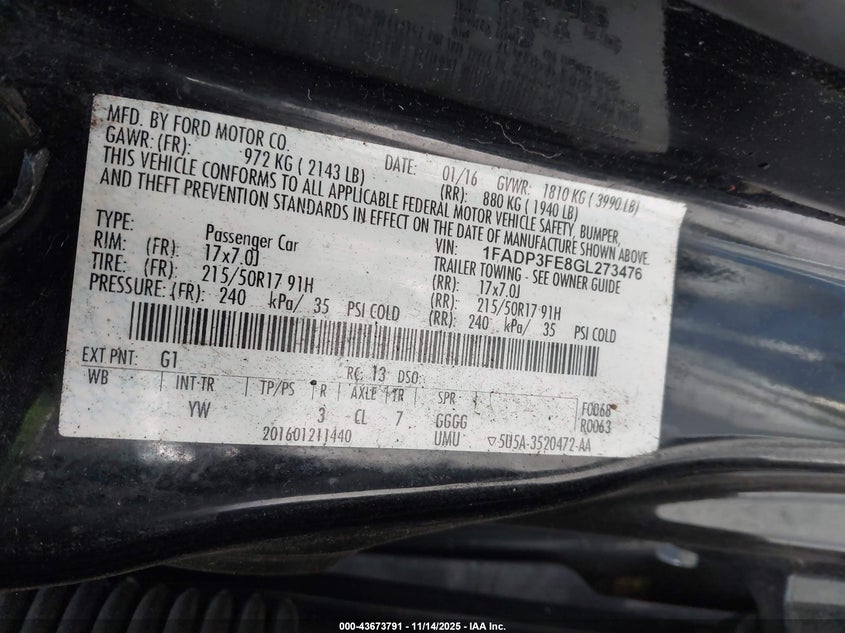 MFD. BY FORD MOTOR CO.
DATE: 01/16 GVWR: 1810 KG ( 3990 LB)
GAWR: (FR): 972 KG ( 2143 LB) (RR): 880 KG ( 1940 LB)
THIS VEHICLE CONFORMS TO ALL APPLICABLE FEDERAL MOTOR VEHICLE SAFETY, BUMPER,
AND THEFT PREVENTION STANDARDS IN EFFECT ON THE DATE OF MANUFACTURE SHOWN ABOVE.
VIN: 1FADP3FE8GL273476
TYPE: Passenger Car TRAILER TOWING - SEE OWNER GUIDE
RIM: (FR): 17x7.0J (RR): 17x7.0J
TIRE: (FR): 215/50R17 91H (RR): 215/50R17 91H
PRESSURE: (FR): 240 kPa/ 35 PSI COLD (RR): 240 kPa/ 35 PSI COLD
EXT PNT: G1 RC: 13 DSO:
WB INT-TR TP/PS R AXLE TR SPR F0068
YW 3 CL 7 GGGG R0063
201601211440 UMU ▽5U5A-3520472-AA
000-43673791 - 11/14/2025 - IAA Inc.